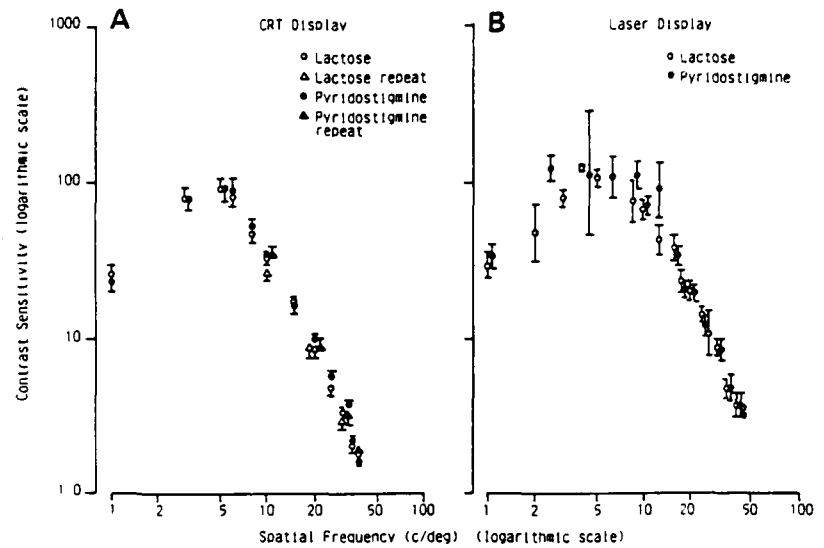 A
CRT Display
Lactose
Lactose repeat
Pyridostigmine
Pyridostigmine
repeat
B
Laser Display
Lactose
Pyridostigmine
Contrast Sensitivity (logarithmic scale)
1000
100
10
1 0
1 2 5 10 20 50 100
1 2 5 10 20 50 100
Spatial Frequency (c/deg) (logarithmic scale)